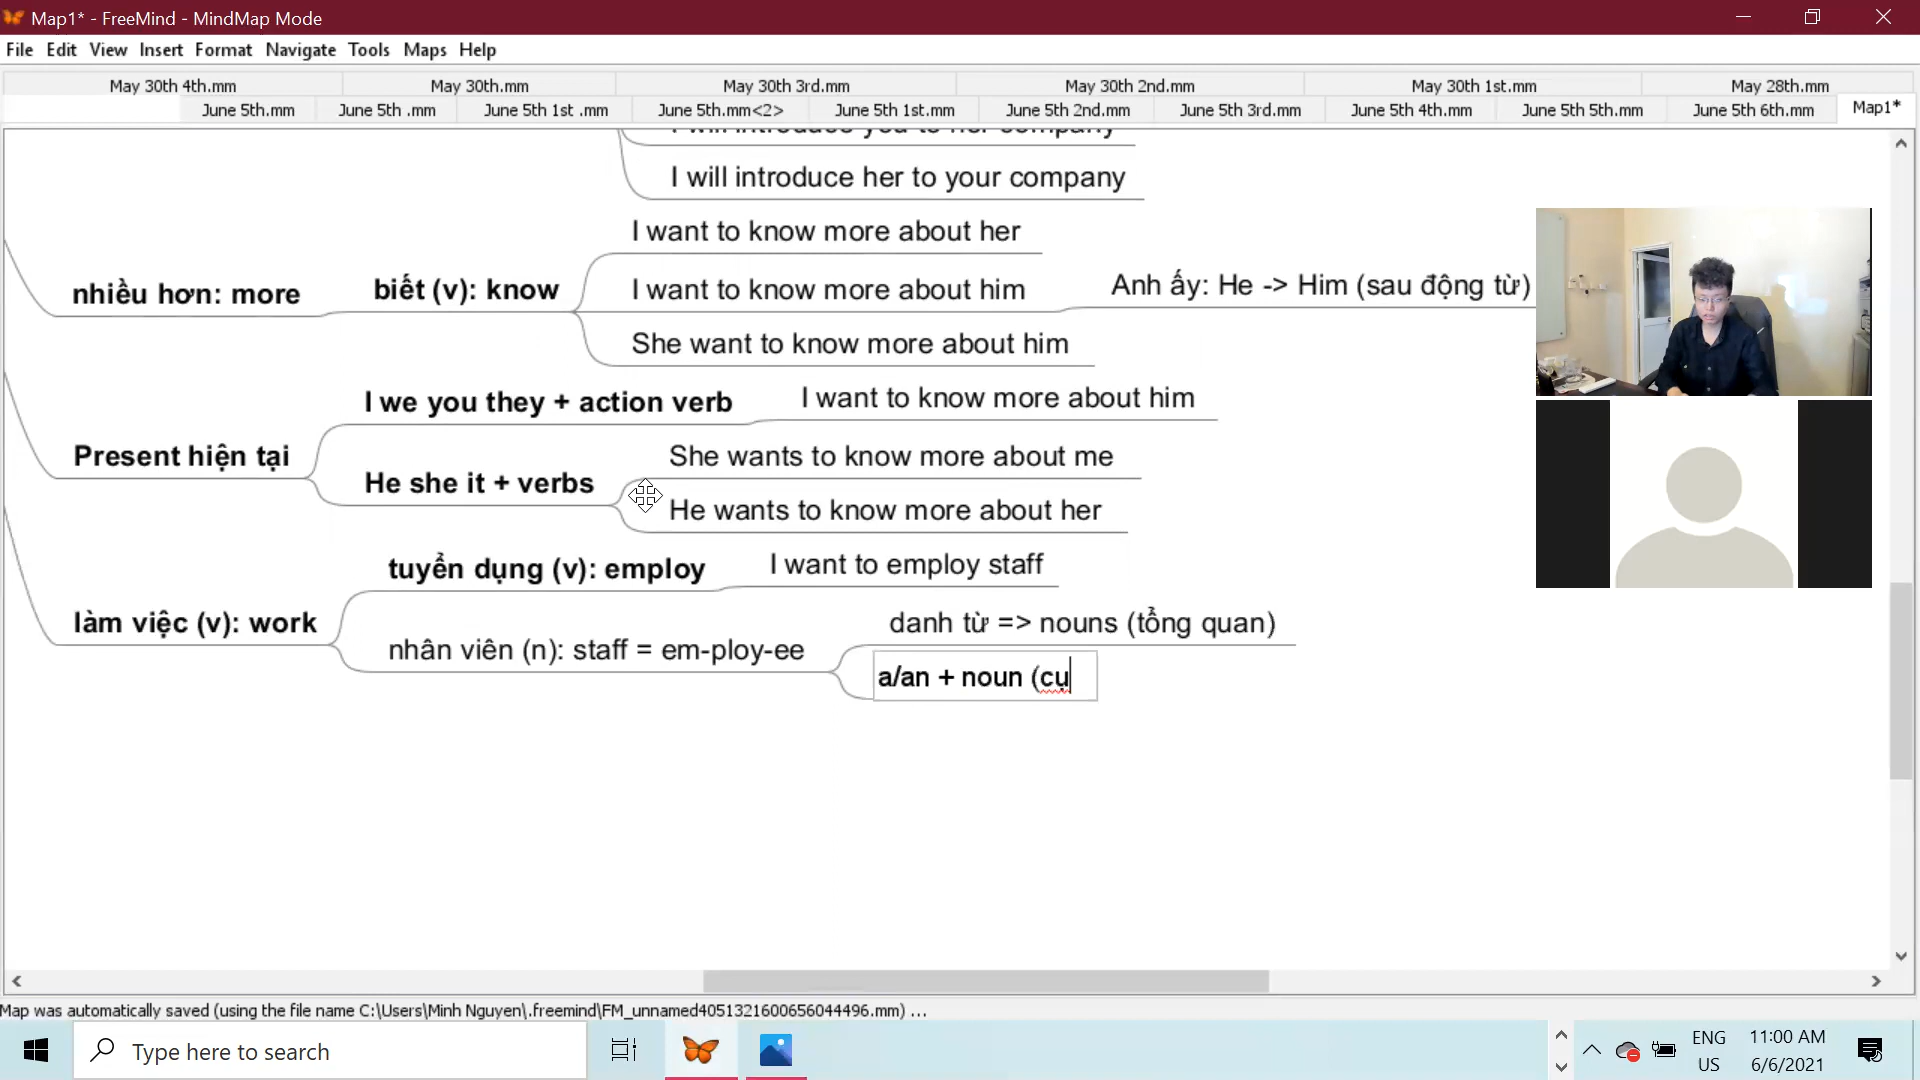 Map1* - FreeMind - MindMap Mode
File Edit View Insert Format Navigate Tools Maps Help
May 30th 4th.mm May 30th.mm May 30th 3rd.mm May 30th 2nd.mm May 30th 1st.mm May 28th.mm
June 5th.mm June 5th .mm June 5th 1st .mm June 5th.mm<2> June 5th 1st.mm June 5th 2nd.mm June 5th 3rd.mm June 5th 4th.mm June 5th 5th.mm June 5th 6th.mm Map1*
I will introduce you to her company
I will introduce her to your company
nhiều hơn: more
biết (v): know
I want to know more about her
I want to know more about him
Anh ấy: He -> Him (sau động từ)
She want to know more about him
Present hiện tại
I we you they + action verb
I want to know more about him
He she it + verbs
She wants to know more about me
He wants to know more about her
làm việc (v): work
tuyển dụng (v): employ
I want to employ staff
nhân viên (n): staff = em-ploy-ee
danh từ => nouns (tổng quan)
a/an + noun (cụ
Map was automatically saved (using the file name C:\Users\Minh Nguyen\.freemind\FM_unnamed4051321600656044496.mm) ...
Type here to search
ENG
US
11:00 AM
6/6/2021